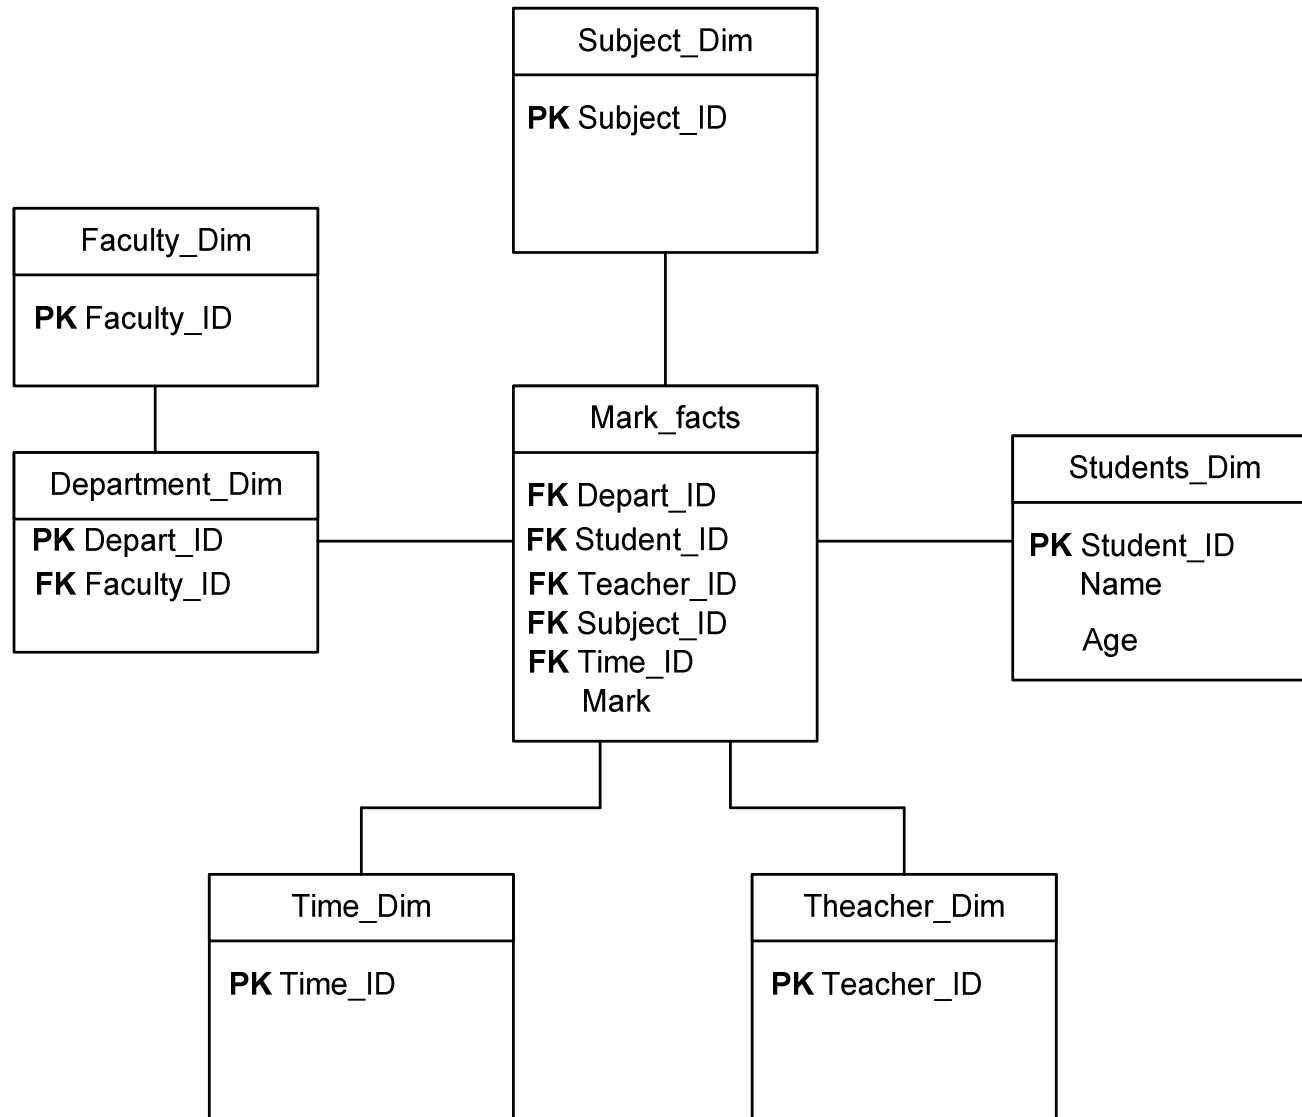 Subject_Dim
PK Subject_ID
Faculty_Dim
PK Faculty_ID
Mark_facts
FK Depart_ID
FK Student_ID
FK Teacher_ID
FK Subject_ID
FK Time_ID
Mark
Students_Dim
PK Student_ID
Name
Age
Department_Dim
PK Depart_ID
FK Faculty_ID
Time_Dim
PK Time_ID
Theacher_Dim
PK Teacher_ID